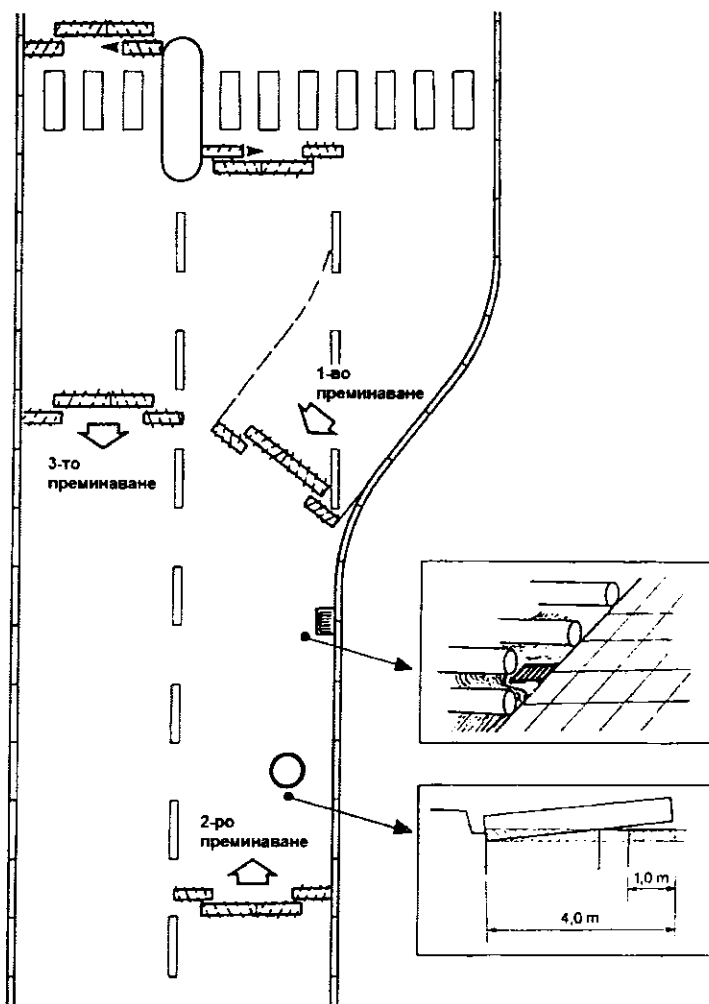 1-во
преминаване
3-то
преминаване
2-ро
преминаване
1,0 m
4,0 m